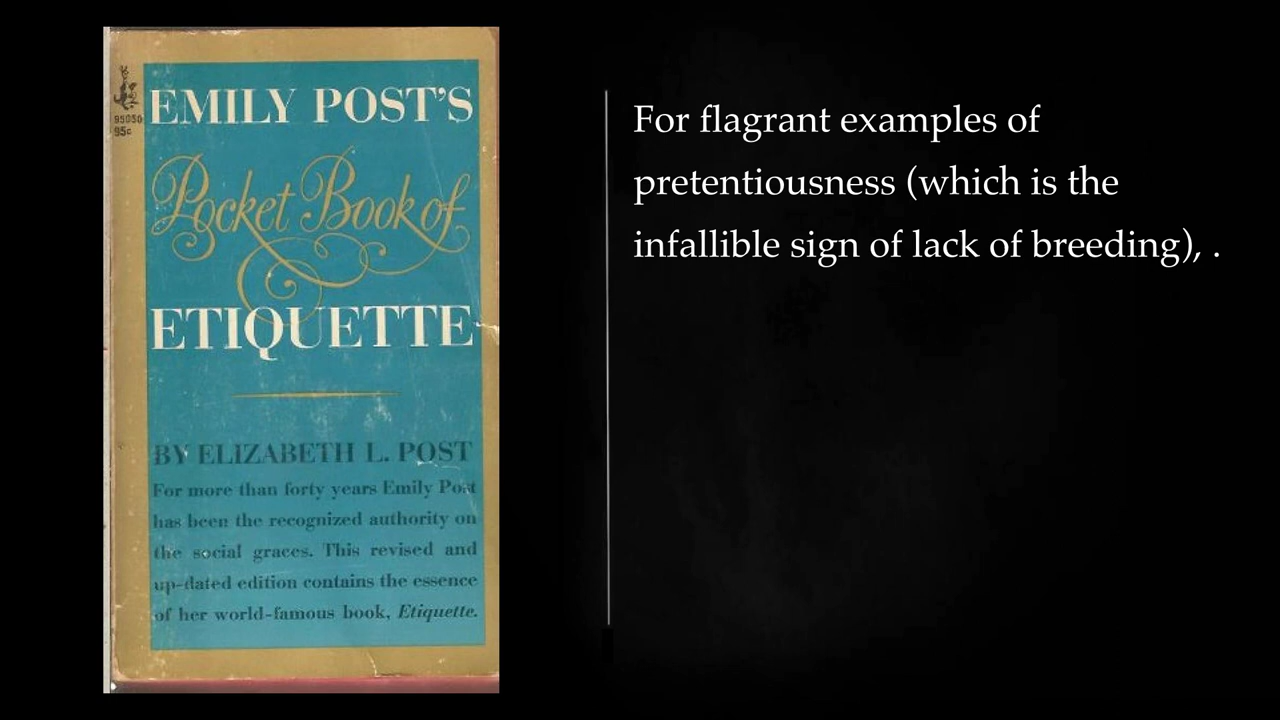 95050
95c
EMILY POST'S
Pocket Book of
ETIQUETTE
BY ELIZABETH L. POST
For more than forty years Emily Post
has been the recognized authority on
the social graces. This revised and
up-dated edition contains the essence
of her world-famous book, Etiquette.
For flagrant examples of
pretentiousness (which is the
infallible sign of lack of breeding), .